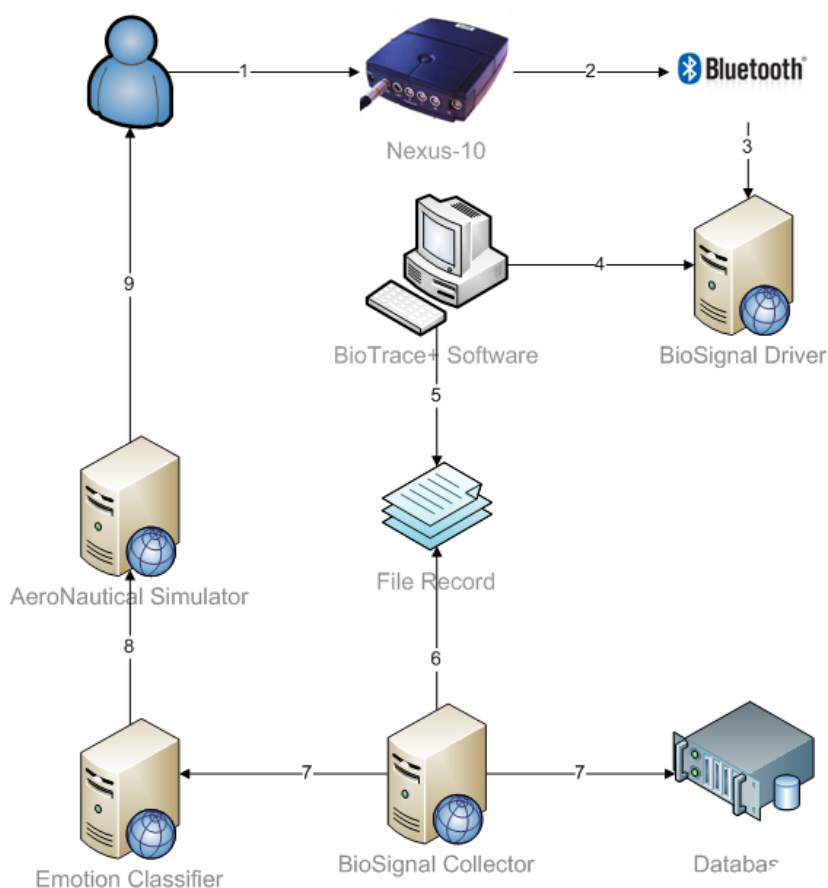 1
2
Bluetooth
Nexus-10
3
4
BioTrace+ Software
BioSignal Driver
9
5
AeroNautical Simulator
File Record
8
6
7
7
Emotion Classifier
BioSignal Collector
Databas